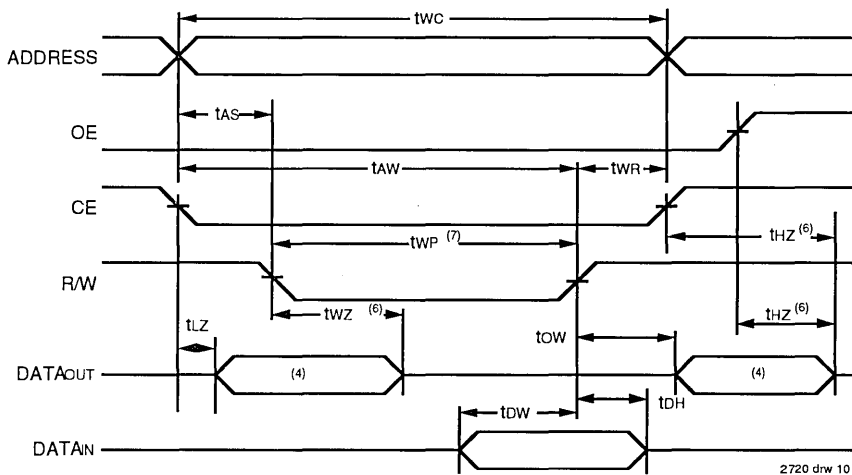 tWC
ADDRESS
tAS
OE
tAW
tWR
CE
tWP (7)
tHZ (6)
R/W
tLZ
tWZ (6)
tOW
tHZ (6)
DATAOUT
(4)
(4)
tDW
tDH
DATAIN
2720 drw 10